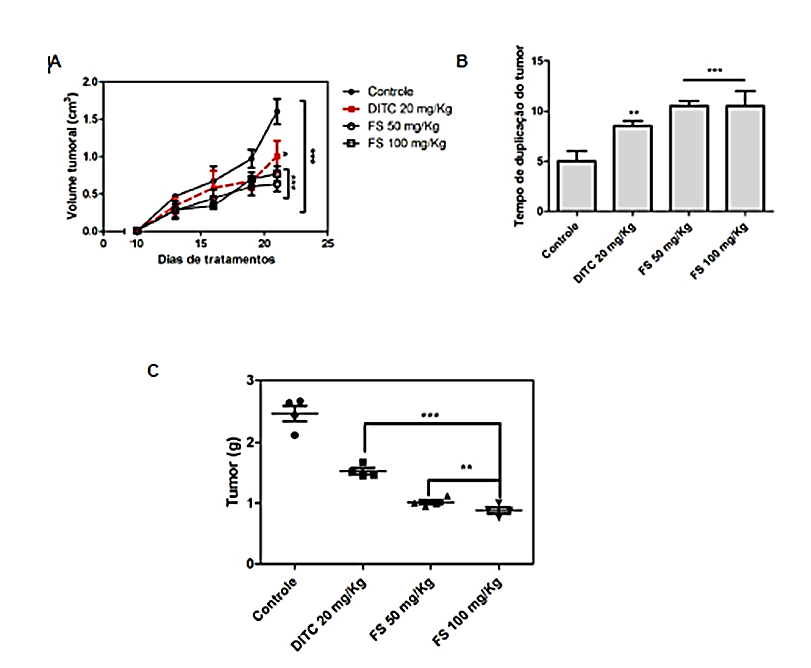 A
Volume tumoral (cm³)
2.0
1.5
1.0
0.5
0.0
0
10
15
20
25
Dias de tratamentos
*
***
***
Controle
DITC 20 mg/Kg
FS 50 mg/Kg
FS 100 mg/Kg
B
Tempo de duplicação do tumor
15
10
5
0
**
***
Controle
DITC 20 mg/Kg
FS 50 mg/Kg
FS 100 mg/Kg
C
Tumor (g)
3
2
1
0
***
**
Controle
DITC 20 mg/Kg
FS 50 mg/Kg
FS 100 mg/Kg